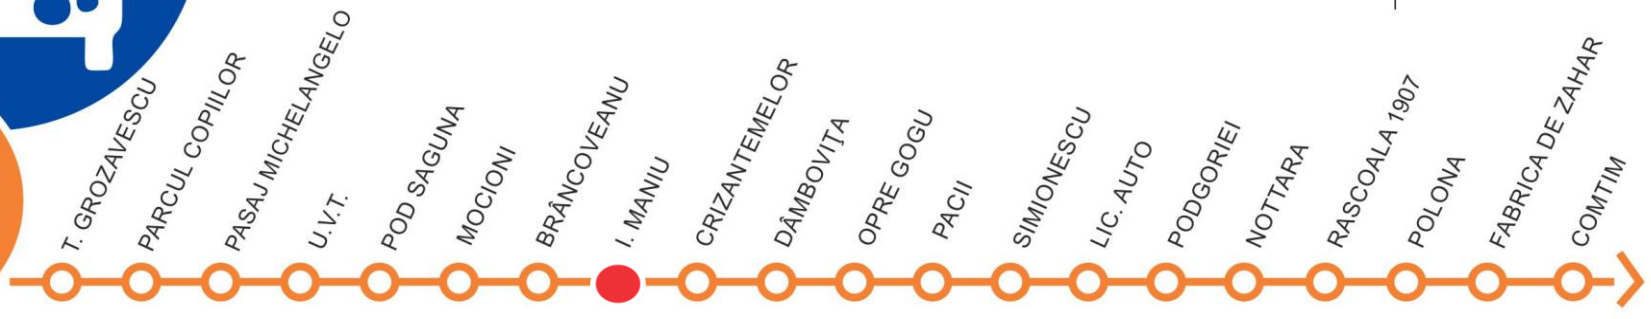 T. GROZAVESCU
PARCUL COPIILOR
PASAJ MICHELANGELO
U.V.T.
POD SAGUNA
MOCIONI
BRÂNCOVEANU
I. MANIU
CRIZANTEMELOR
DÂMBOVIŢA
OPRE GOGU
PACII
SIMIONESCU
LIC. AUTO
PODGORIEI
NOTTARA
RASCOALA 1907
POLONA
FABRICA DE ZAHAR
COMTIM